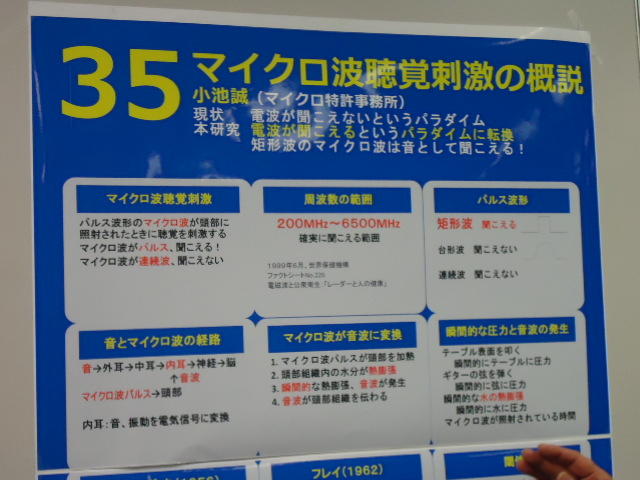 35 マイクロ波聴覚刺激の概説
小池誠(マイクロ特許事務所)
現状 電波が聞こえないというパラダイム
本研究 電波が聞こえるというパラダイムに転換
矩形波のマイクロ波は音として聞こえる!
マイクロ波聴覚刺激
パルス波形のマイクロ波が頭部に
照射されたときに聴覚を刺激する
マイクロ波がパルス、聞こえる!
マイクロ波が連続波、聞こえない
周波数の範囲
200MHz〜6500MHz
確実に聞こえる範囲
1999年6月、世界保健機構
ファクトシートNo.226
電磁波と公衆衛生「レーダーと人の健康」
パルス波形
矩形波 聞こえる
台形波 聞こえない
連続波 聞こえない
音とマイクロ波の経路
音→外耳→中耳→内耳→神経→脳
↑音波
マイクロ波パルス→頭部
内耳:音、振動を電気信号に変換
マイクロ波が音波に変換
1. マイクロ波パルスが頭部を加熱
2. 頭部組織内の水分が熱膨張
3. 瞬間的な熱膨張、音波が発生
4. 音波が頭部組織を伝わる
瞬間的な圧力と音波の発生
テーブル表面を叩く
瞬間的にテーブルに圧力
ギターの弦を弾く
瞬間的に弦に圧力
瞬間的な水の熱膨張
瞬間的に水に圧力
マイクロ波が照射されている時間
フレイ(1962)